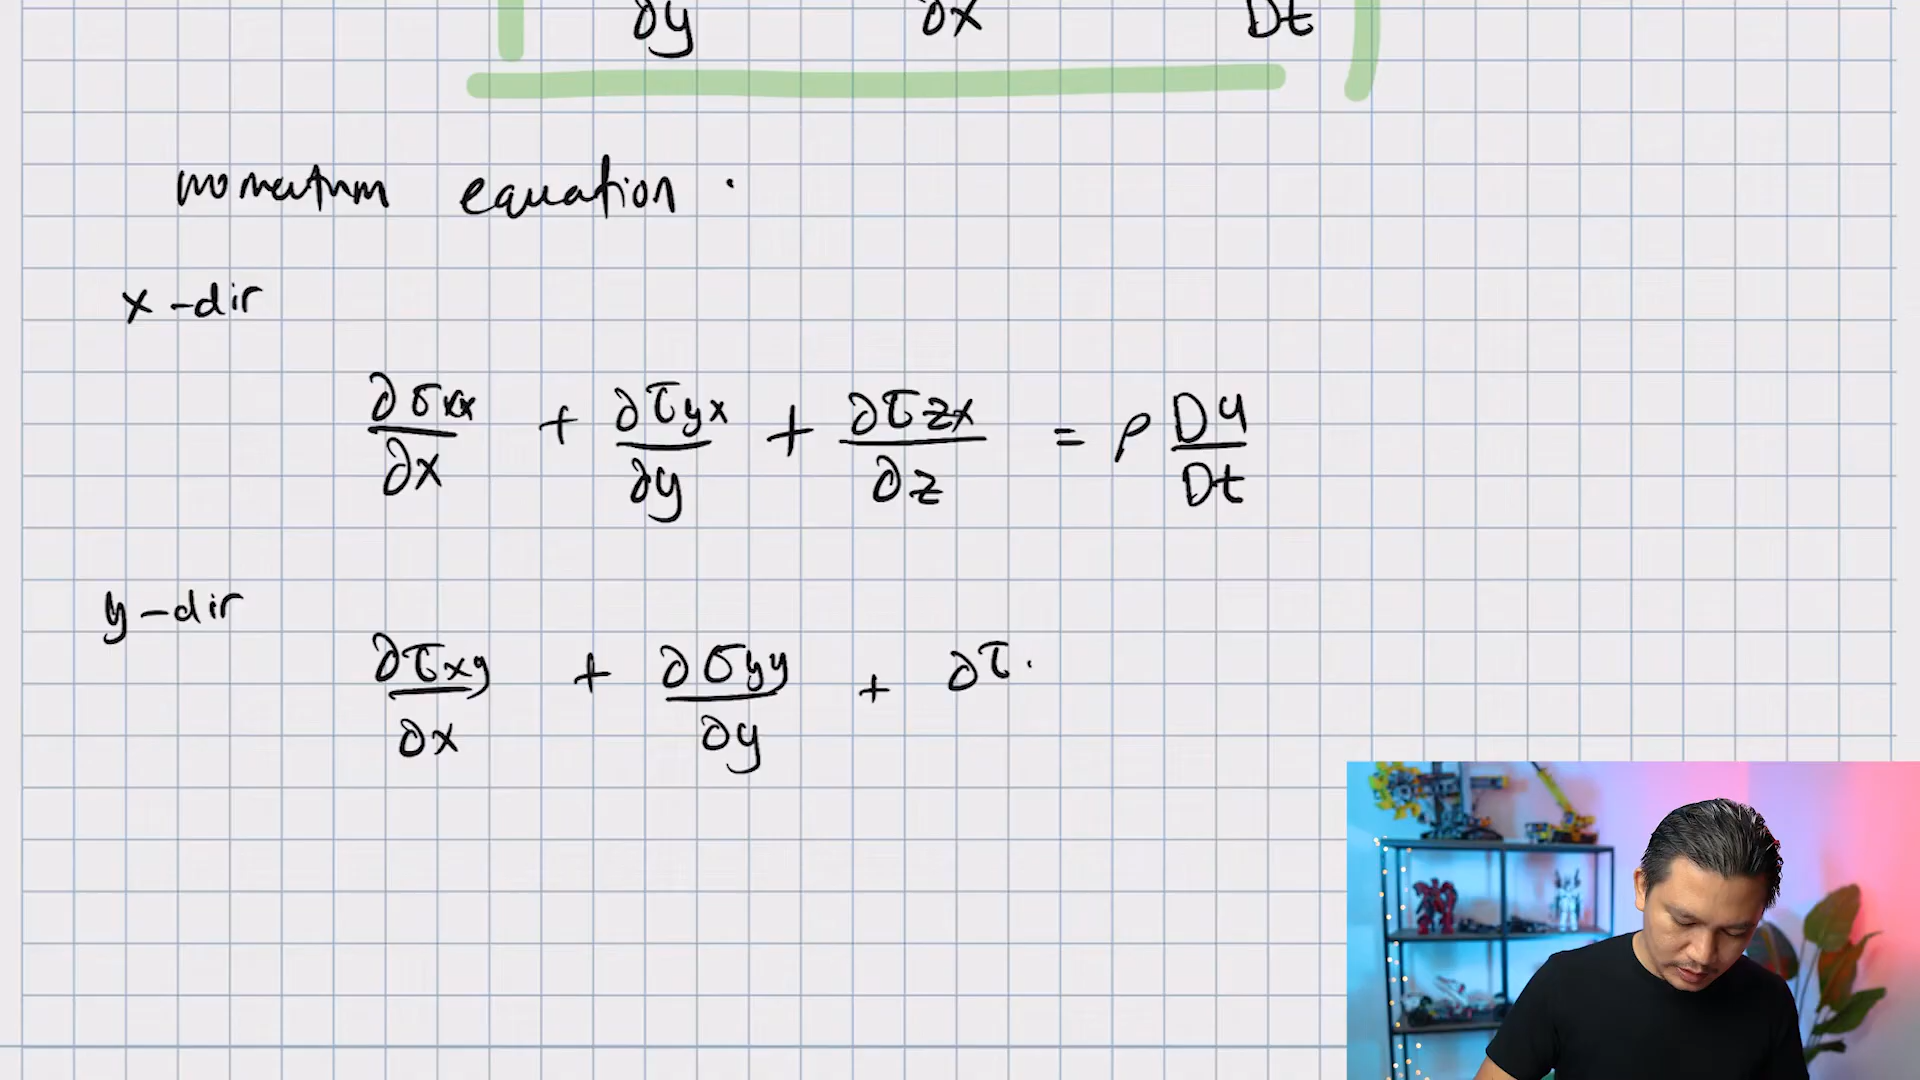 ∂y ∂x Dt
momentum equation .
x-dir
∂σxx/∂x + ∂τyx/∂y + ∂τzx/∂z = ρ Du/Dt
y-dir
∂τxy/∂x + ∂σyy/∂y + ∂τ